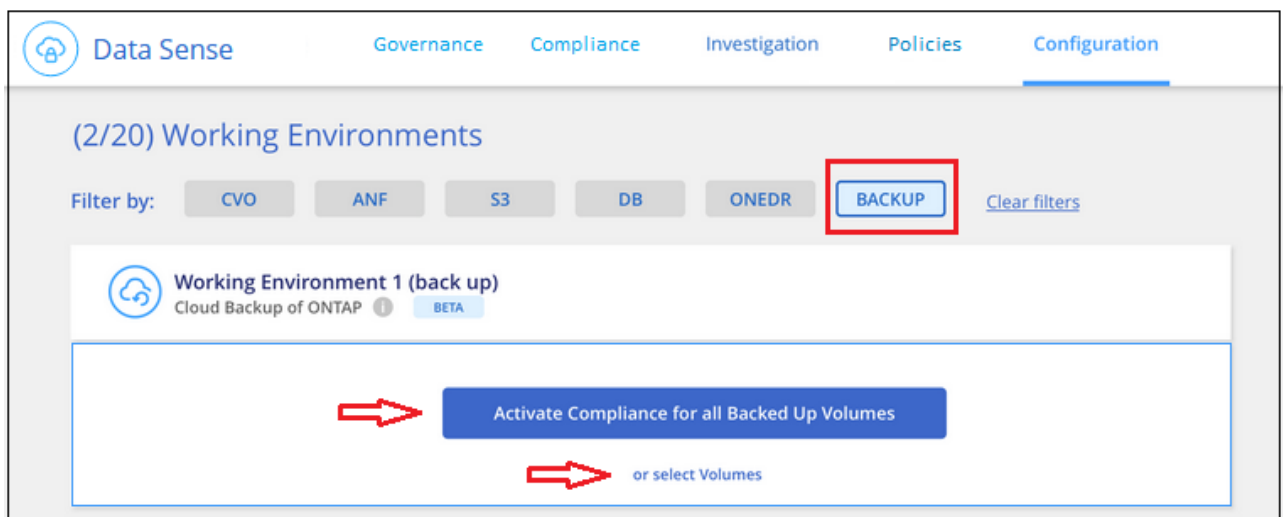 Data Sense Governance Compliance Investigation Policies Configuration
(2/20) Working Environments
Filter by: CVO ANF S3 DB ONEDR BACKUP Clear filters
Working Environment 1 (back up)
Cloud Backup of ONTAP i BETA
Activate Compliance for all Backed Up Volumes
or select Volumes